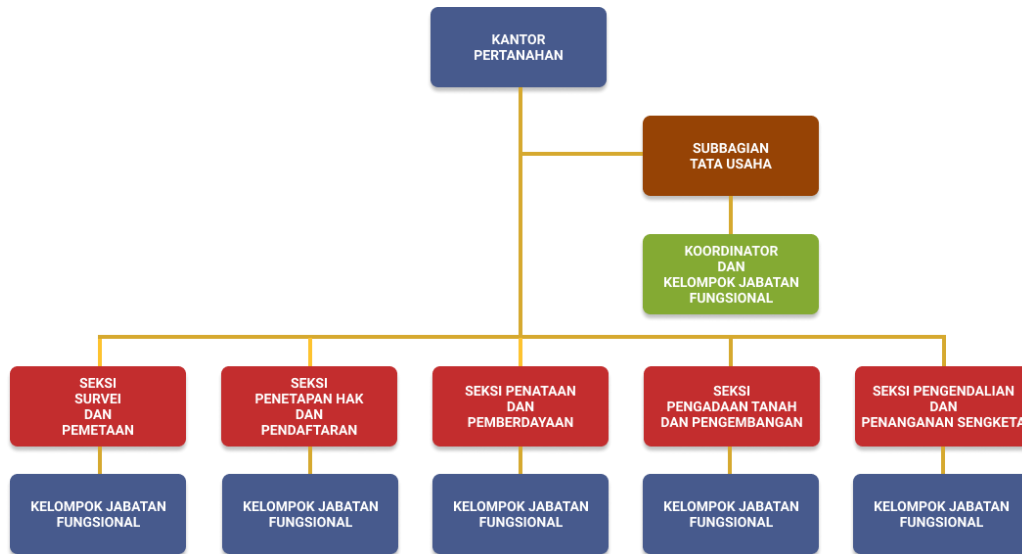 KANTOR
PERTANAHAN
SUBBAGIAN
TATA USAHA
KOORDINATOR
DAN
KELOMPOK JABATAN
FUNGSIONAL
SEKSI
SURVEI
DAN
PEMETAAN
SEKSI
PENETAPAN HAK
DAN
PENDAFTARAN
SEKSI PENATAAN
DAN
PEMBERDAYAAN
SEKSI
PENGADAAN TANAH
DAN PENGEMBANGAN
SEKSI PENGENDALIAN
DAN
PENANGANAN SENGKETA
KELOMPOK JABATAN
FUNGSIONAL
KELOMPOK JABATAN
FUNGSIONAL
KELOMPOK JABATAN
FUNGSIONAL
KELOMPOK JABATAN
FUNGSIONAL
KELOMPOK JABATAN
FUNGSIONAL